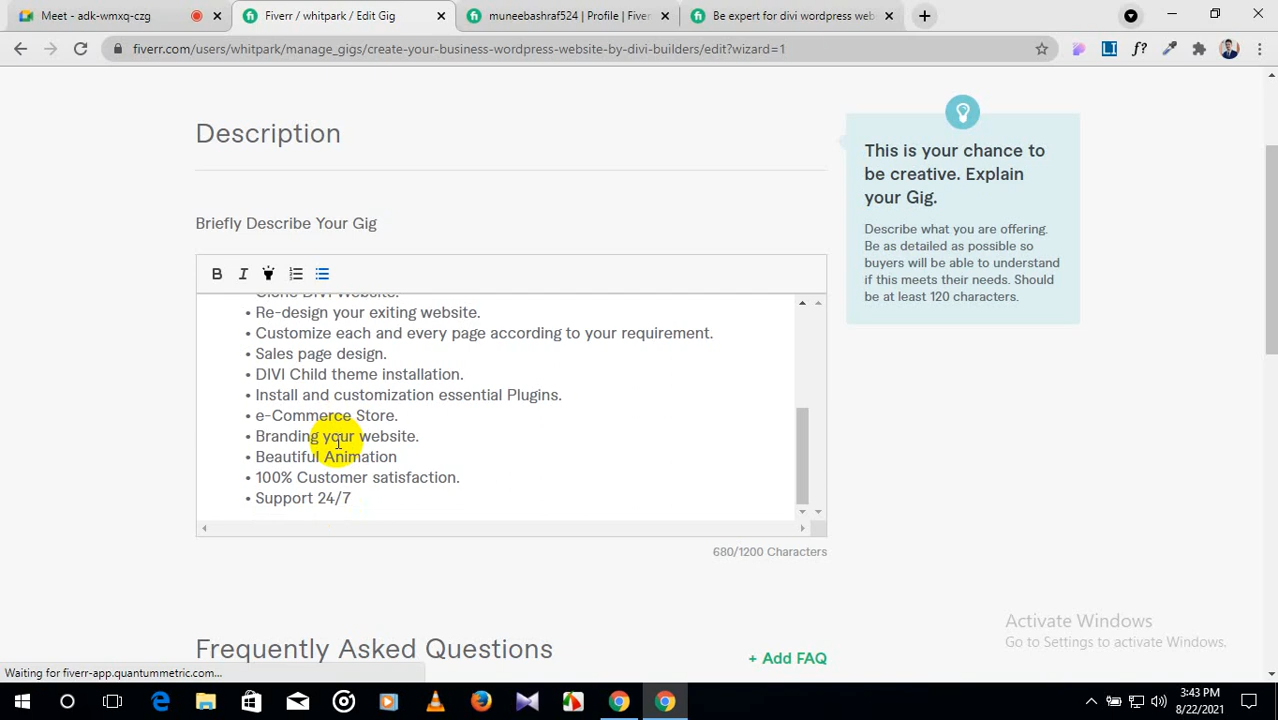 Meet - adk-wmxq-czg
Fiverr / whitpark / Edit Gig
muneebashraf524 | Profile | Fiverr
Be expert for divi wordpress web
fiverr.com/users/whitpark/manage_gigs/create-your-business-wordpress-website-by-divi-builders/edit?wizard=1
Description
Briefly Describe Your Gig
B I
Clone DIVI Website.
• Re-design your exiting website.
• Customize each and every page according to your requirement.
• Sales page design.
• DIVI Child theme installation.
• Install and customization essential Plugins.
• e-Commerce Store.
• Branding your website.
• Beautiful Animation
• 100% Customer satisfaction.
• Support 24/7
680/1200 Characters
This is your chance to
be creative. Explain
your Gig.
Describe what you are offering.
Be as detailed as possible so
buyers will be able to understand
if this meets their needs. Should
be at least 120 characters.
Frequently Asked Questions
+ Add FAQ
Activate Windows
Go to Settings to activate Windows.
Waiting for fiverr-app.quantummetric.com...
3:43 PM
8/22/2021